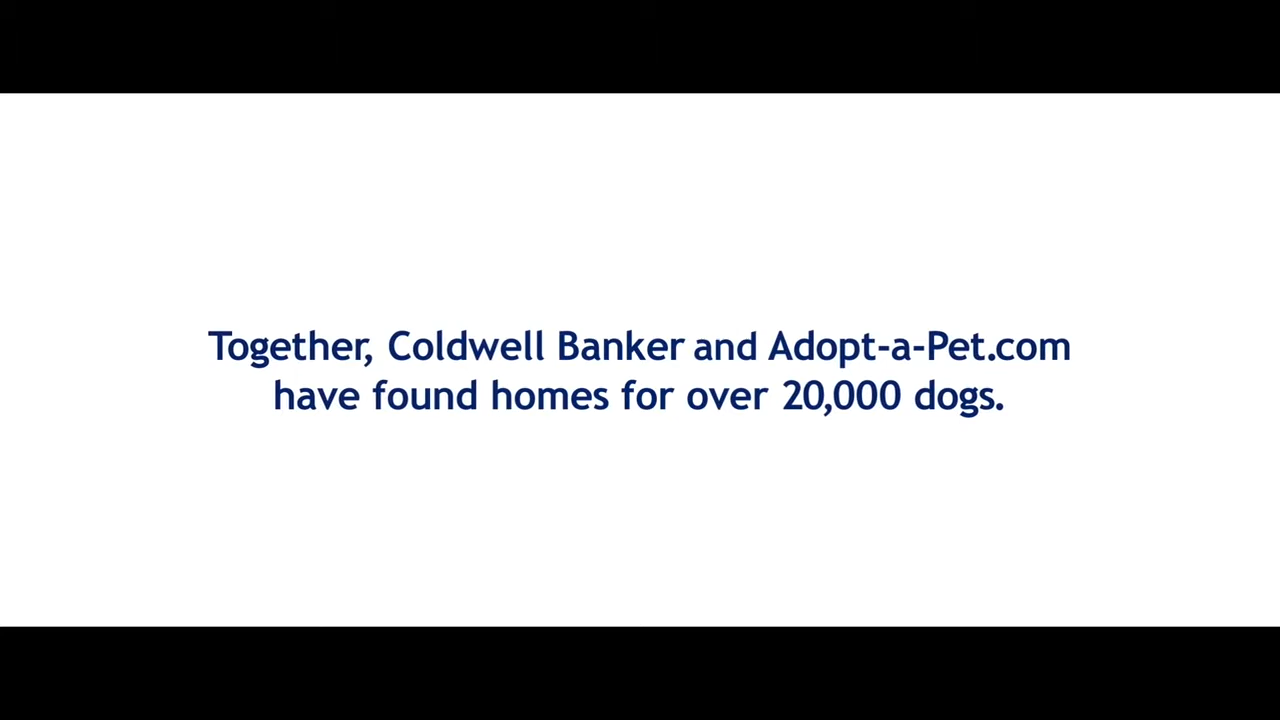 Together, Coldwell Banker and Adopt-a-Pet.com
have found homes for over 20,000 dogs.